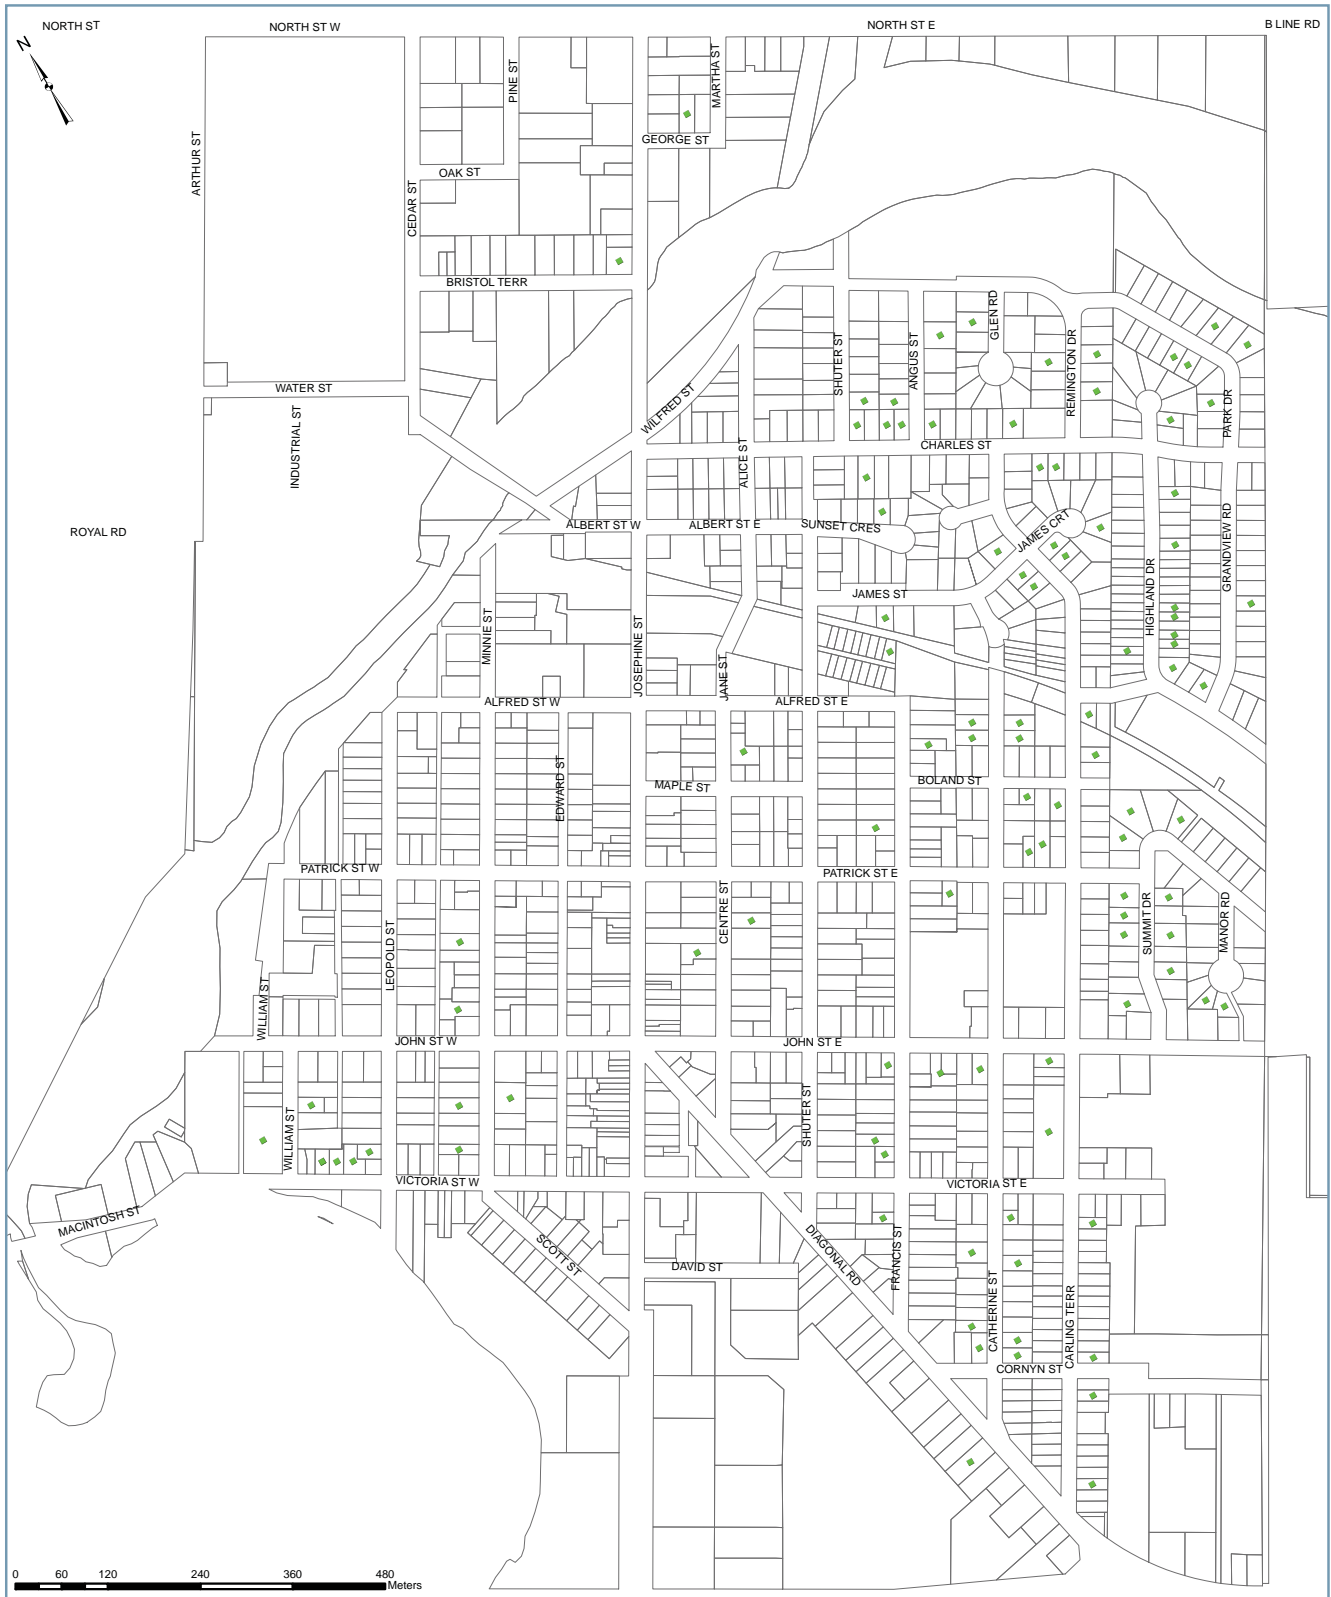 NORTH ST
NORTH ST W
NORTH ST E
B LINE RD
N
PINE ST
MARTHA ST
ARTHUR ST
GEORGE ST
OAK ST
CEDAR ST
BRISTOL TERR
SHUTER ST
ANGUS ST
GLEN RD
REMINGTON DR
PARK DR
WATER ST
INDUSTRIAL ST
WILFRED ST
ALICE ST
CHARLES ST
ROYAL RD
ALBERT ST W
ALBERT ST E
SUNSET CRES
JAMES CRT
GRANDVIEW RD
HIGHLAND DR
JAMES ST
MINNIE ST
JOSEPHINE ST
JANE ST
ALFRED ST W
ALFRED ST E
EDWARD ST
MAPLE ST
BOLAND ST
PATRICK ST W
PATRICK ST E
CENTRE ST
LEOPOLD ST
SUMMIT DR
MANOR RD
WILLIAM ST
JOHN ST W
JOHN ST E
WILLIAM ST
SHUTER ST
VICTORIA ST W
VICTORIA ST E
MACINTOSH ST
SCOTT ST
DIAGONAL RD
FRANCIS ST
DAVID ST
CATHERINE ST
CARLING TERR
CORNYN ST
0 60 120 240 360 480
Meters